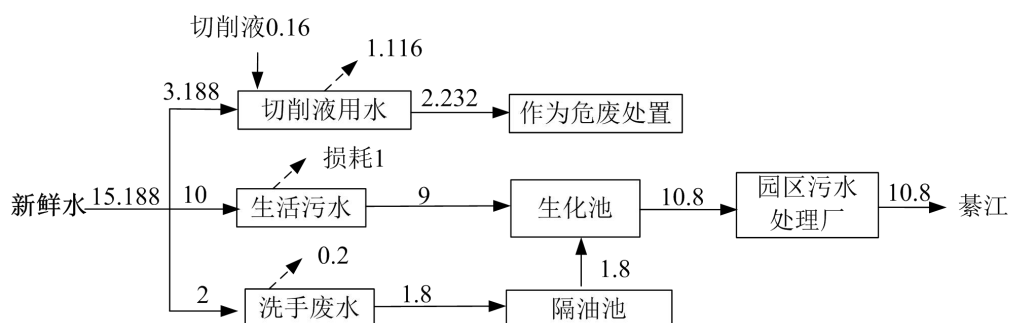 切削液0.16
1.116
3.188
切削液用水
2.232
作为危废处置
损耗1
新鲜水
15.188
10
生活污水
9
生化池
10.8
园区污水
处理厂
10.8
綦江
0.2
1.8
2
洗手废水
1.8
隔油池